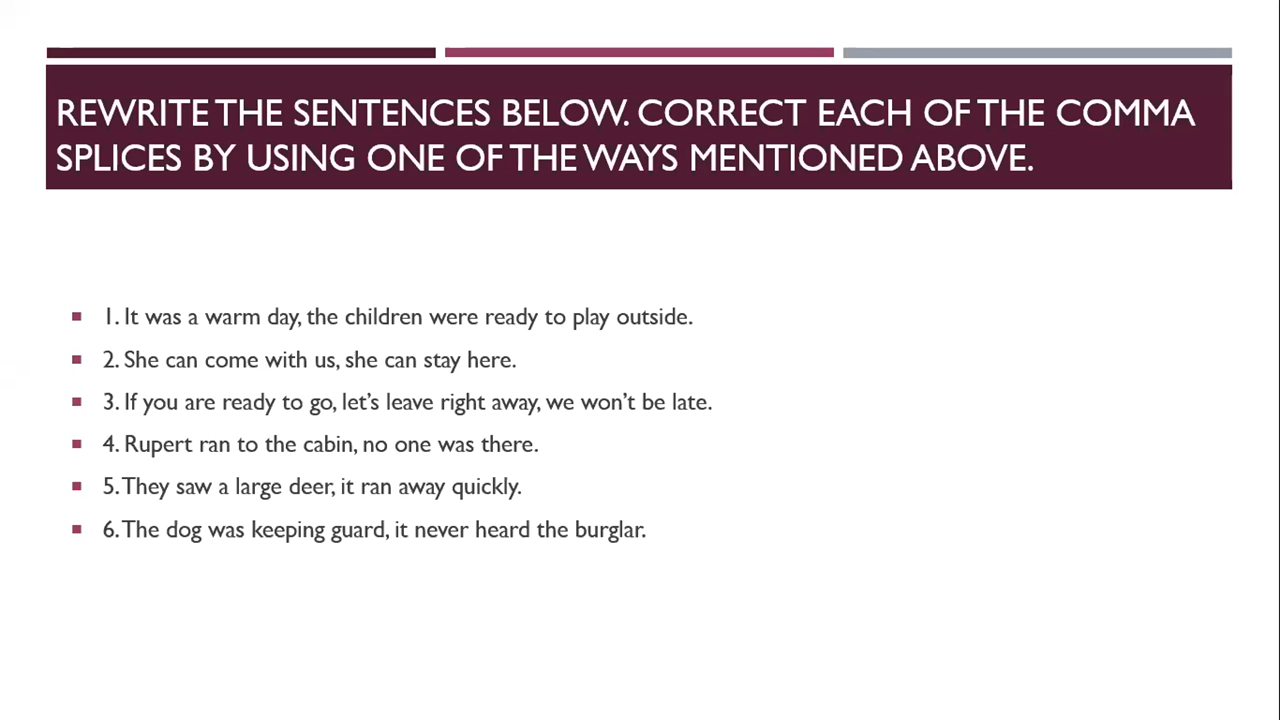 REWRITE THE SENTENCES BELOW. CORRECT EACH OF THE COMMA
SPLICES BY USING ONE OF THE WAYS MENTIONED ABOVE.
1. It was a warm day, the children were ready to play outside.
2. She can come with us, she can stay here.
3. If you are ready to go, let’s leave right away, we won’t be late.
4. Rupert ran to the cabin, no one was there.
5. They saw a large deer, it ran away quickly.
6. The dog was keeping guard, it never heard the burglar.